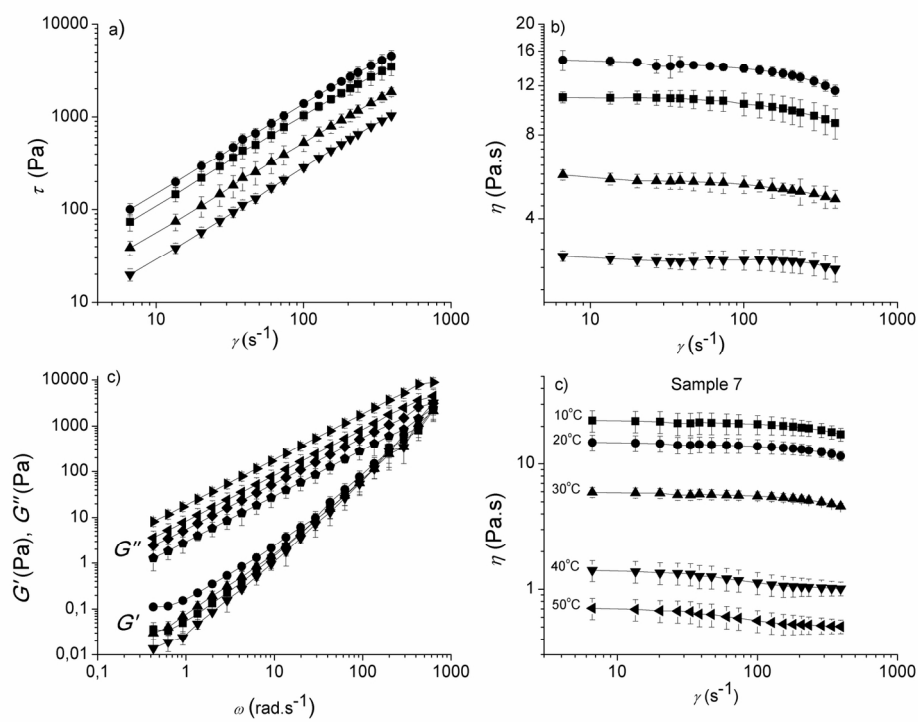 a)
10000
1000
100
10
τ (Pa)
10 100 1000
γ (s⁻¹)
b)
20
16
12
8
4
η (Pa.s)
10 100 1000
γ (s⁻¹)
c)
10000
1000
100
10
1
0,1
0,01
G'(Pa), G''(Pa)
G''
G'
0,1 1 10 100 1000
ω (rad.s⁻¹)
c) Sample 7
10°C
20°C
30°C
40°C
50°C
10
1
η (Pa.s)
10 100 1000
γ (s⁻¹)